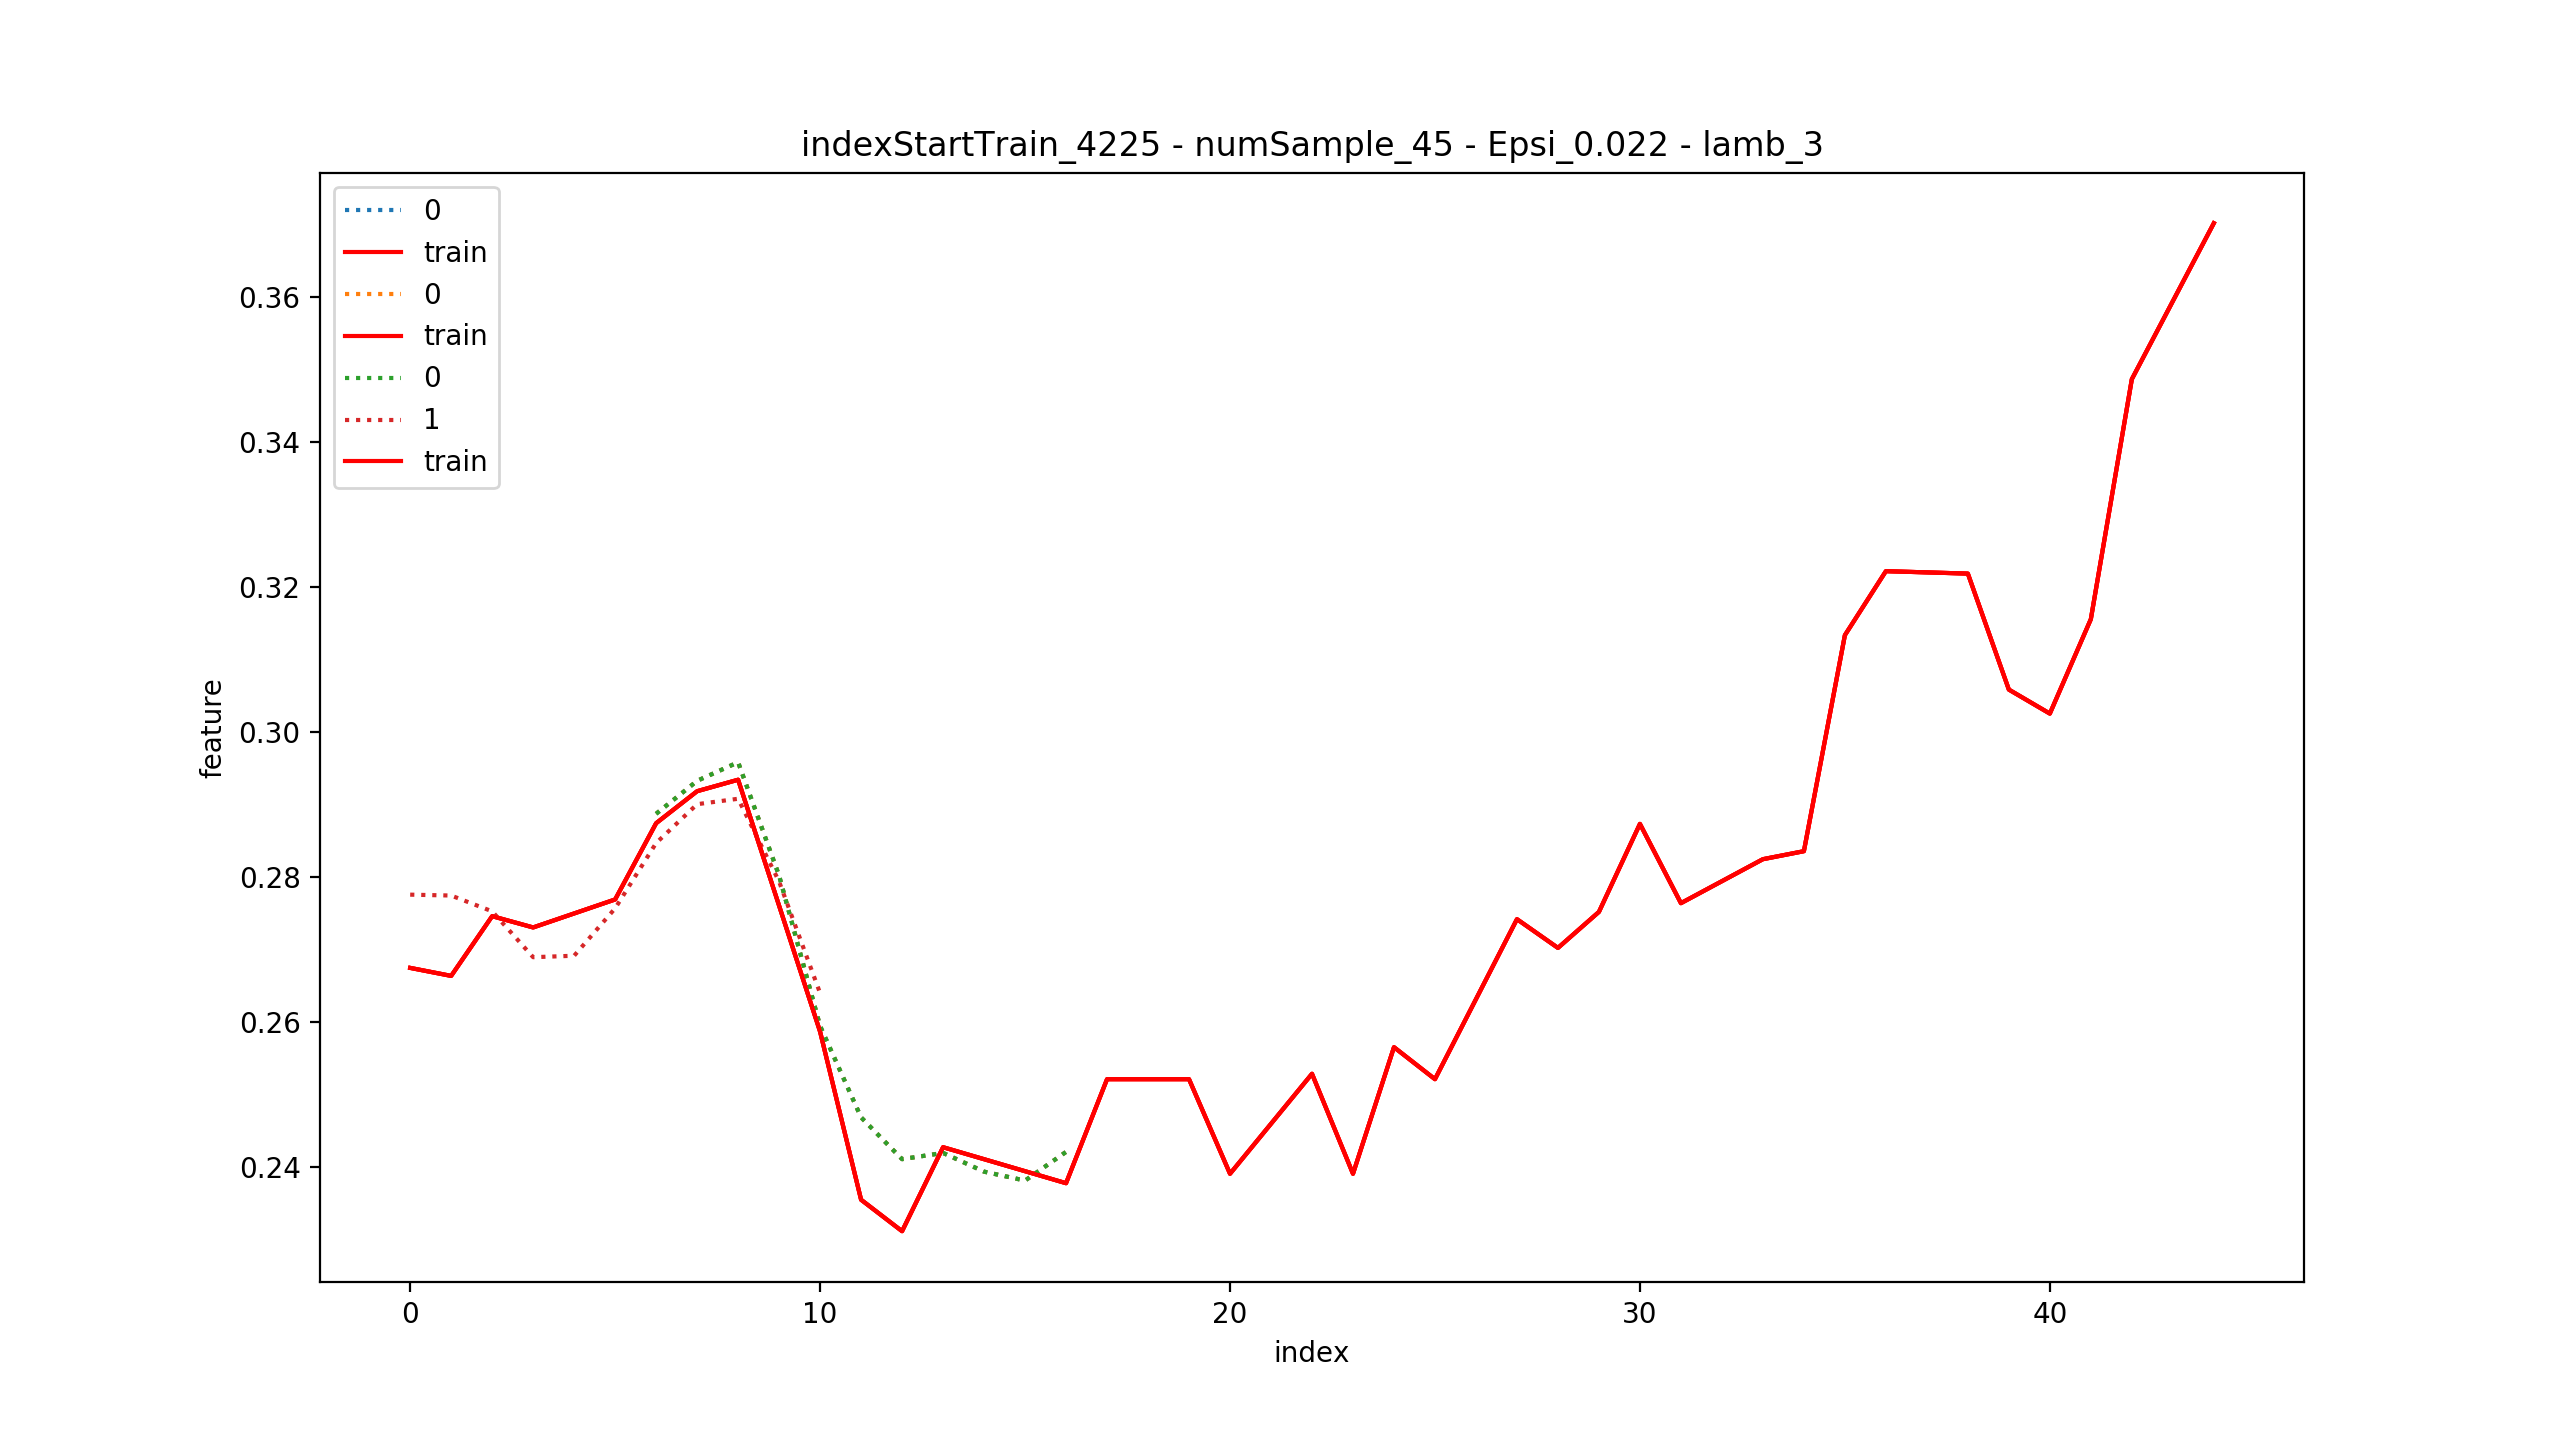 indexStartTrain_4225 - numSample_45 - Epsi_0.022 - lamb_3
0
train
0
train
0
1
train
0.36
0.34
0.32
0.30
0.28
0.26
0.24
feature
0 10 20 30 40
index